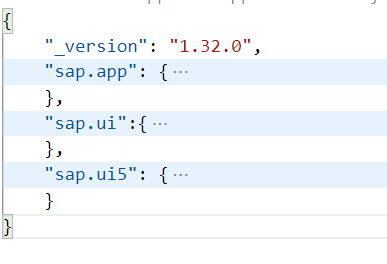 {
"_version": "1.32.0",
"sap.app": {···
},
"sap.ui":{···
},
"sap.ui5": {···
}
}